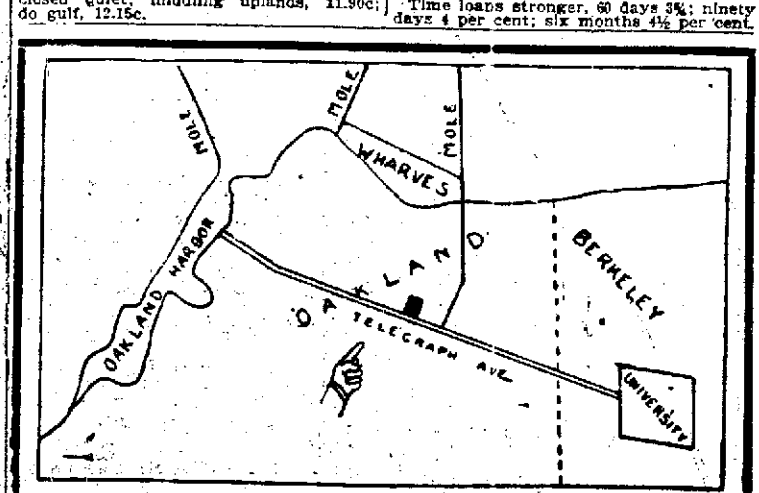 closed quiet; middling uplands, 11.90c;
do gulf, 12.15c.
Time loans stronger, 60 days 3¾; ninety
days 4 per cent; six months 4½ per cent.
MOLE
MOLE
MOLE
WHARVES
OAKLAND HARBOR
OAKLAND
BERKELEY
TELEGRAPH AVE
UNIVERSITY